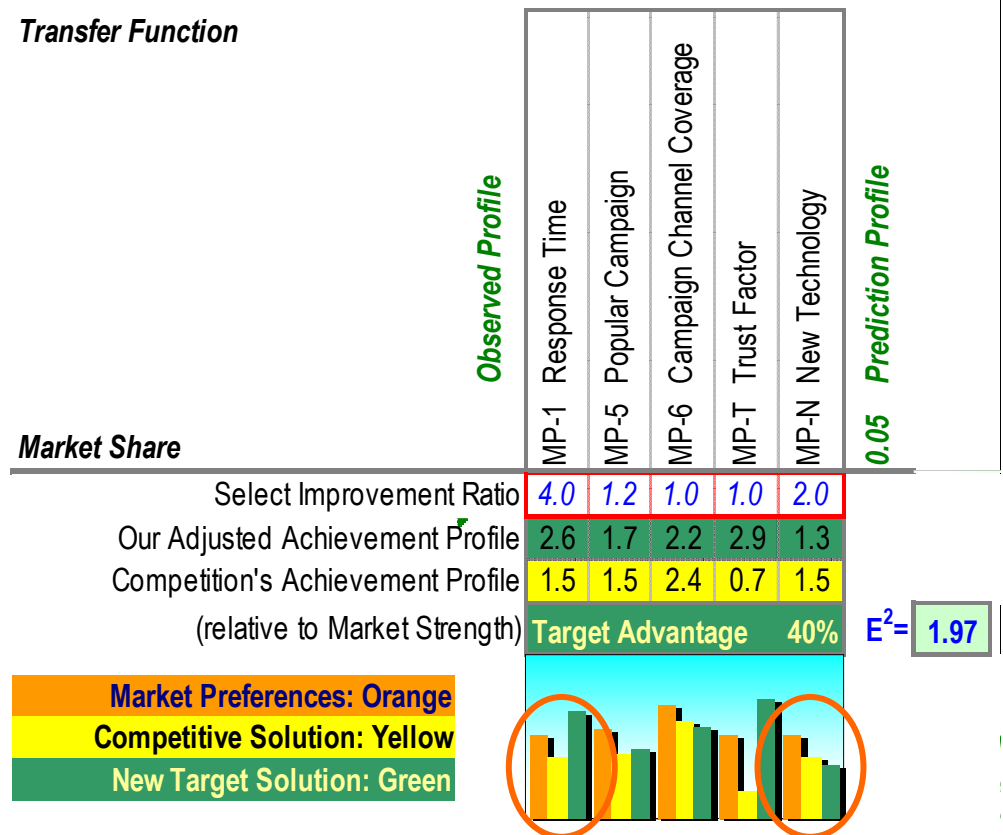 Transfer Function
Observed Profile
MP-1 Response Time
MP-5 Popular Campaign
MP-6 Campaign Channel Coverage
MP-T Trust Factor
MP-N New Technology
0.05 Prediction Profile
Market Share
Select Improvement Ratio 4.0 1.2 1.0 1.0 2.0
Our Adjusted Achievement Profile 2.6 1.7 2.2 2.9 1.3
Competition's Achievement Profile 1.5 1.5 2.4 0.7 1.5
(relative to Market Strength) Target Advantage 40% E²= 1.97
Market Preferences: Orange
Competitive Solution: Yellow
New Target Solution: Green